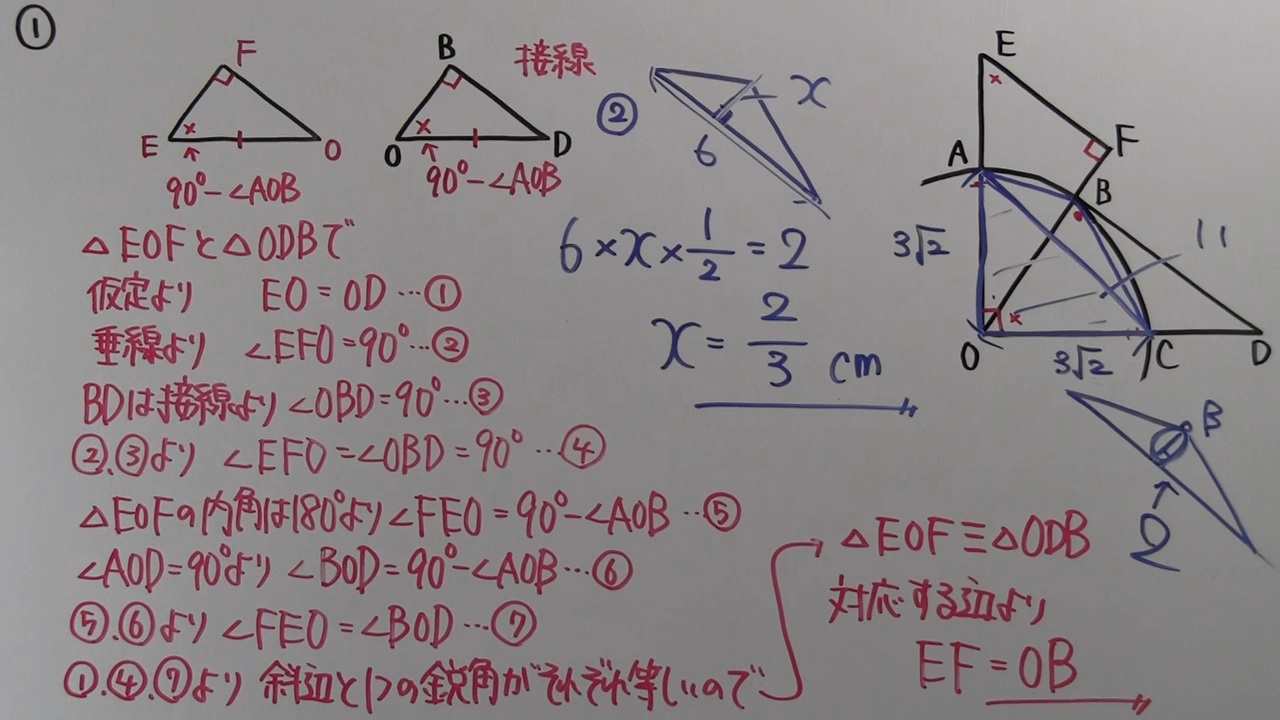 ①
F
E
O
90°-∠AOB
B
接線
O
D
90°-∠AOB
△EOFと△ODBで
仮定より EO=OD…①
垂線より ∠EFO=90°…②
BDは接線より∠OBD=90°…③
②.③より ∠EFO=∠OBD=90°…④
△EOFの内角は180°より∠FEO=90°-∠AOB…⑤
∠AOD=90°より ∠BOD=90°-∠AOB…⑥
⑤.⑥より ∠FEO=∠BOD…⑦
①.④.⑦より 斜辺と1つの鋭角がそれぞれ等しいので
△EOF≡△ODB
対応する辺より
EF=OB
②
x
6
6×x×1/2=2
x=2/3 cm
E
A
F
B
3√2
11
O
3√2
C
D
B
2